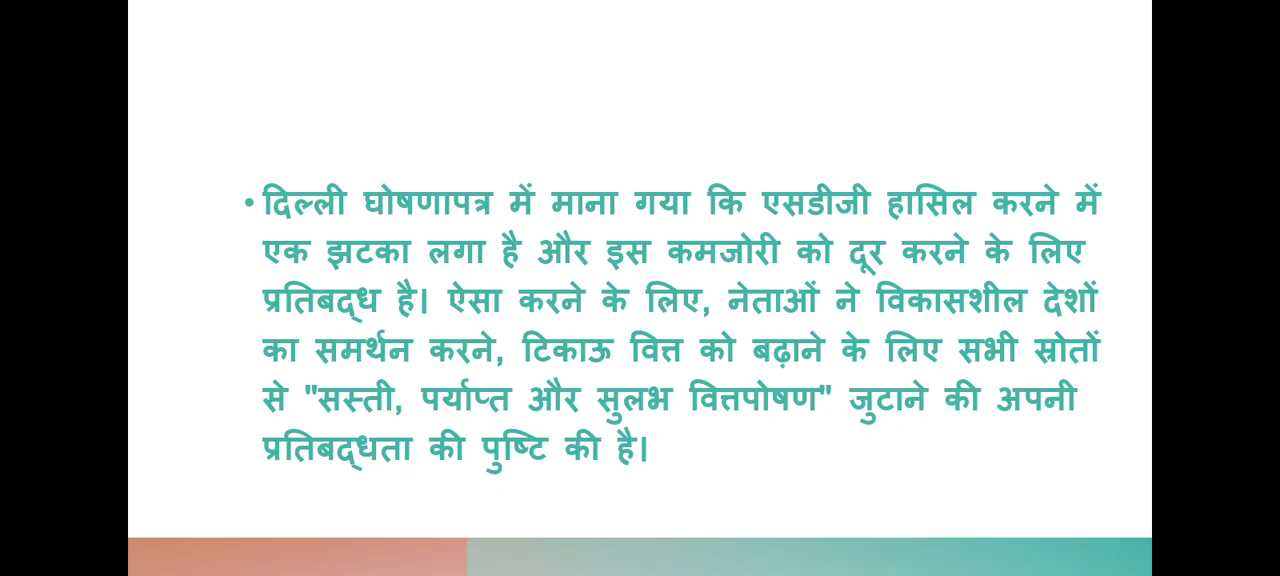 • दिल्ली घोषणापत्र में माना गया कि एसडीजी हासिल करने में
एक झटका लगा है और इस कमजोरी को दूर करने के लिए
प्रतिबद्ध है। ऐसा करने के लिए, नेताओं ने विकासशील देशों
का समर्थन करने, टिकाऊ वित्त को बढ़ाने के लिए सभी स्रोतों
से "सस्ती, पर्याप्त और सुलभ वित्तपोषण" जुटाने की अपनी
प्रतिबद्धता की पुष्टि की है।